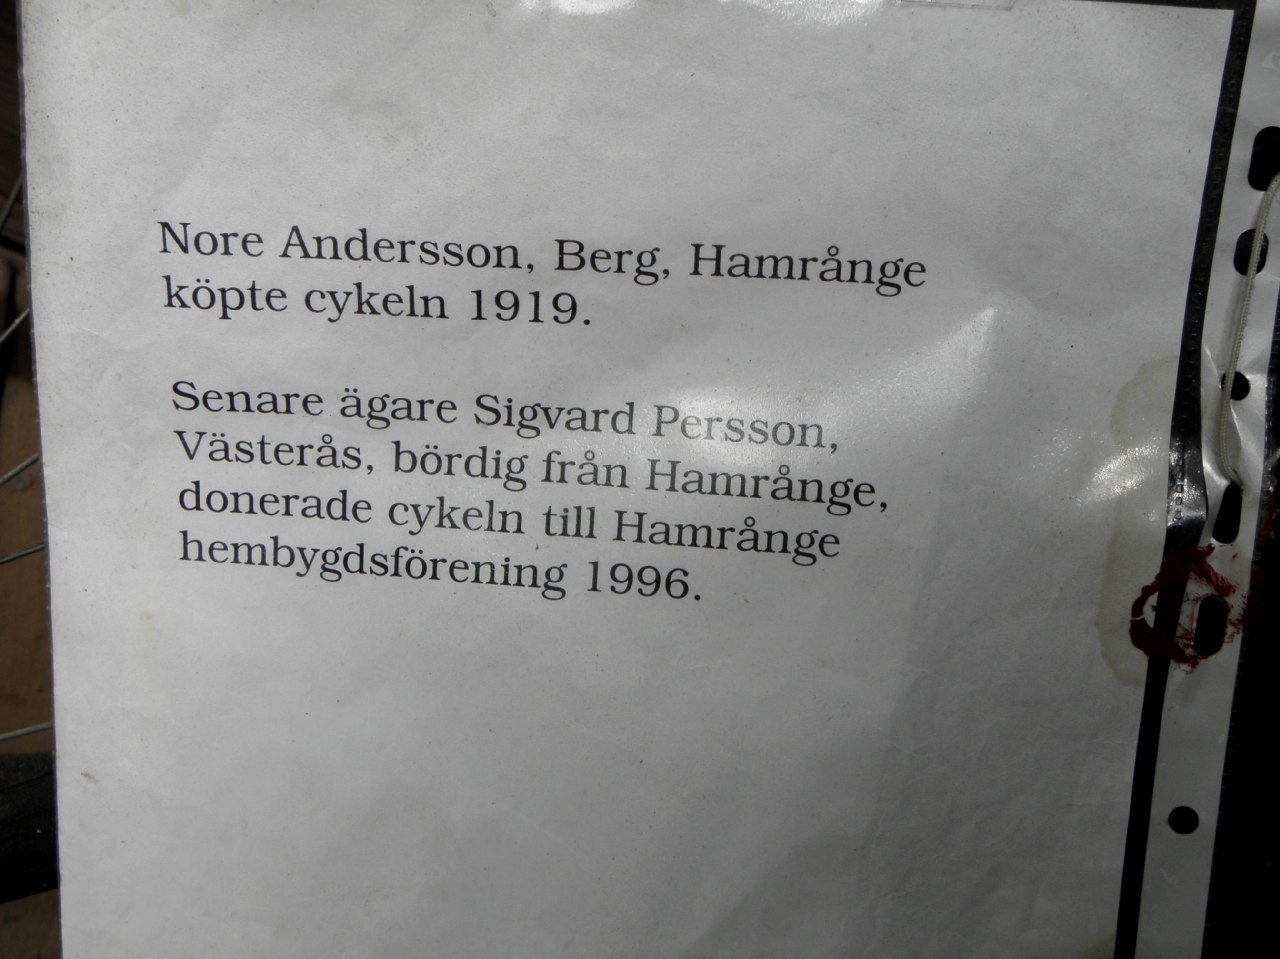 Nore Andersson, Berg, Hamrånge
köpte cykeln 1919.
Senare ägare Sigvard Persson,
Västerås, bördig från Hamrånge,
donerade cykeln till Hamrånge
hembygdsförening 1996.